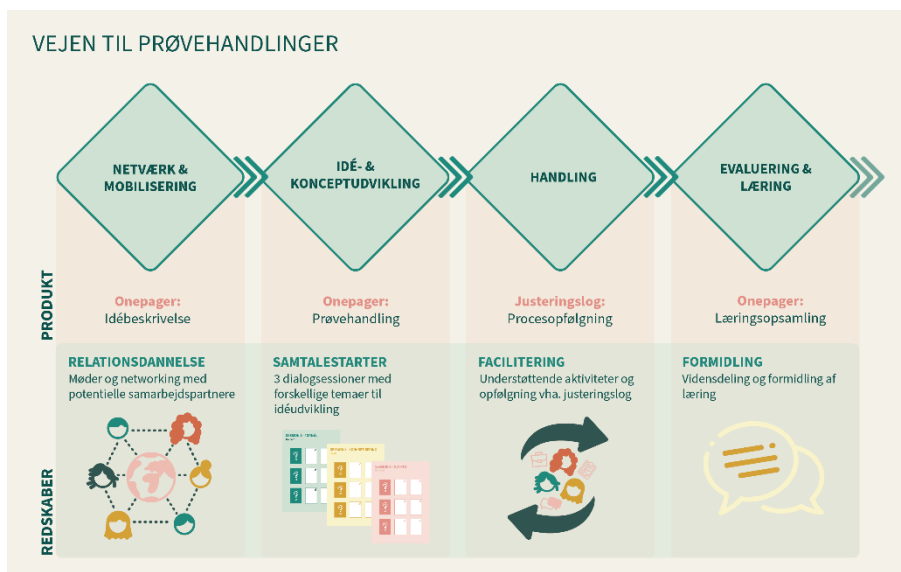 VEJEN TIL PRØVEHANDLINGER
NETVÆRK &
MOBILISERING
IDÉ- &
KONCEPTUDVIKLING
HANDLING
EVALUERING &
LÆRING
PRODUKT
Onepager:
Idébeskrivelse
Onepager:
Prøvehandling
Justeringslog:
Procesopfølgning
Onepager:
Læringsopsamling
REDSKABER
RELATIONSDANNELSE
Møder og networking med
potentielle samarbejdspartnere
SAMTALESTARTER
3 dialogsessioner med
forskellige temaer til
idéudvikling
FACILITERING
Understøttende aktiviteter og
opfølgning vha. justeringslog
FORMIDLING
Vidensdeling og formidling af
læring